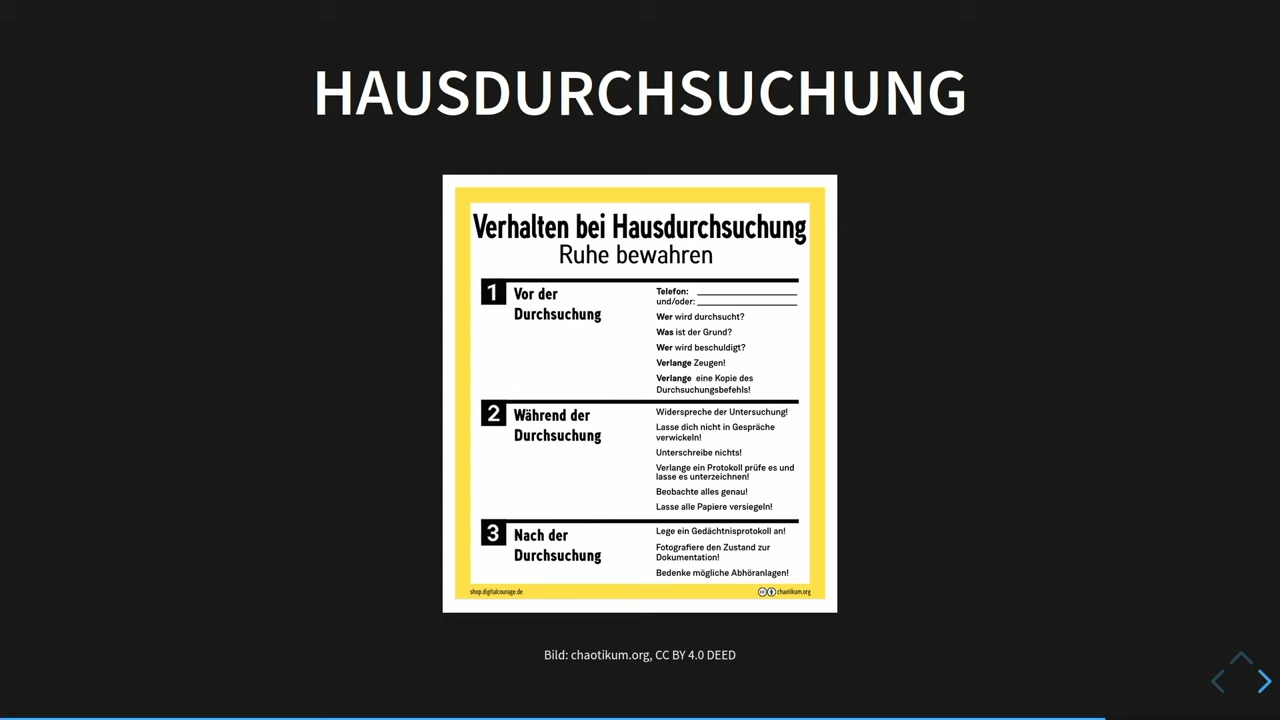 HAUSDURCHSUCHUNG
Verhalten bei Hausdurchsuchung
Ruhe bewahren
1 Vor der
Durchsuchung
Telefon: ____________________
und/oder: ____________________
Wer wird durchsucht?
Was ist der Grund?
Wer wird beschuldigt?
Verlange Zeugen!
Verlange eine Kopie des
Durchsuchungsbefehls!
2 Während der
Durchsuchung
Widerspreche der Untersuchung!
Lasse dich nicht in Gespräche
verwickeln!
Unterschreibe nichts!
Verlange ein Protokoll prüfe es und
lasse es unterzeichnen!
Beobachte alles genau!
Lasse alle Papiere versiegeln!
3 Nach der
Durchsuchung
Lege ein Gedächtnisprotokoll an!
Fotografiere den Zustand zur
Dokumentation!
Bedenke mögliche Abhöranlagen!
shop.digitalcourage.de
cc chaotikum.org
Bild: chaotikum.org, CC BY 4.0 DEED